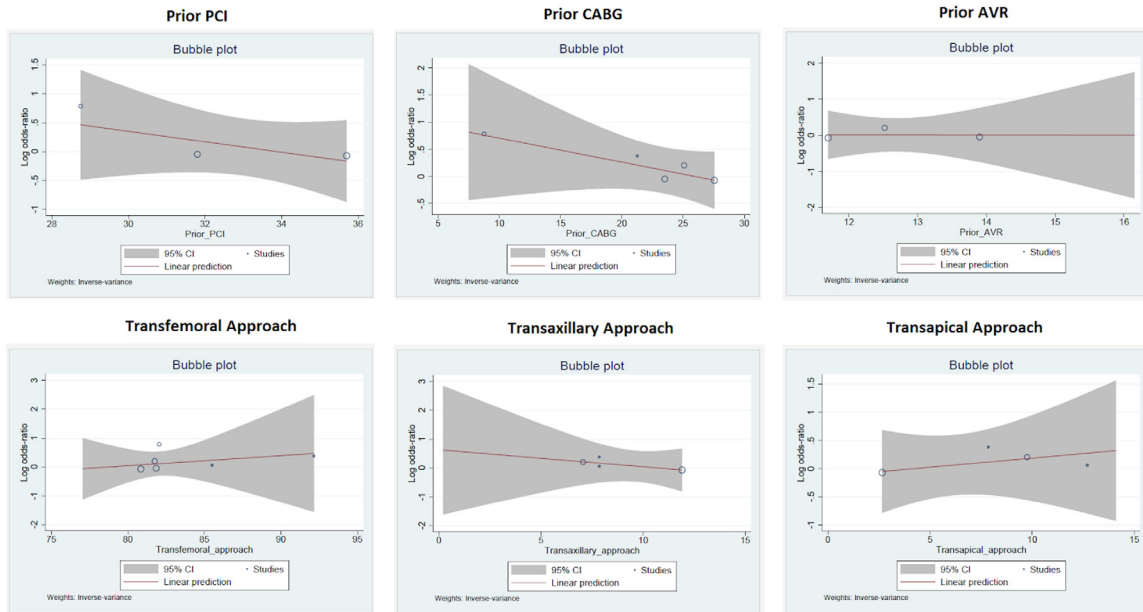 Prior PCI
Bubble plot
Log odds-ratio
1.5
1
.5
0
-.5
-1
28
30
32
34
36
Prior_PCI
95% CI
Studies
Linear prediction
Weights: Inverse-variance
Prior CABG
Bubble plot
Log odds-ratio
2
1.5
1
.5
0
-.5
5
10
15
20
25
30
Prior_CABG
95% CI
Studies
Linear prediction
Weights: Inverse-variance
Prior AVR
Bubble plot
Log odds-ratio
2
1
0
-1
-2
12
13
14
15
16
Prior_AVR
95% CI
Studies
Linear prediction
Weights: Inverse-variance
Transfemoral Approach
Bubble plot
Log odds-ratio
3
2
1
0
-1
-2
75
80
85
90
95
Transfemoral_approach
95% CI
Studies
Linear prediction
Weights: Inverse-variance
Transaxillary Approach
Bubble plot
Log odds-ratio
3
2
1
0
-1
-2
0
5
10
15
Transaxillary_approach
95% CI
Studies
Linear prediction
Weights: Inverse-variance
Transapical Approach
Bubble plot
Log odds-ratio
1.5
1
.5
0
-.5
-1
0
5
10
15
Transapical_approach
95% CI
Studies
Linear prediction
Weights: Inverse-variance